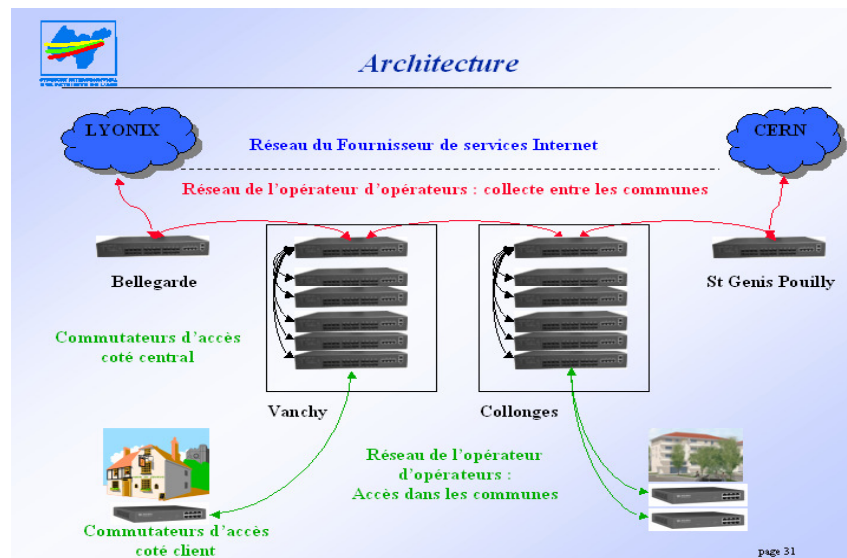 Architecture
LYONIX
CERN
Réseau du Fournisseur de services Internet
Réseau de l'opérateur d'opérateurs : collecte entre les communes
Bellegarde
St Genis Pouilly
Commutateurs d'accès
coté central
Vanchy
Collonges
Réseau de l'opérateur
d'opérateurs :
Accès dans les communes
Commutateurs d'accès
coté client
page 31